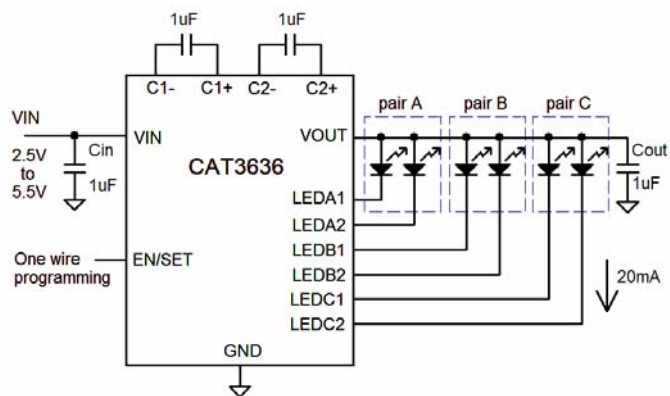 1uF
1uF
C1-
C1+
C2-
C2+
pair A
pair B
pair C
VIN
VIN
VOUT
Cin
Cout
CAT3636
2.5V
to
5.5V
1uF
1uF
LEDA1
LEDA2
LEDB1
One wire
programming
EN/SET
LEDB2
20mA
LEDC1
LEDC2
GND